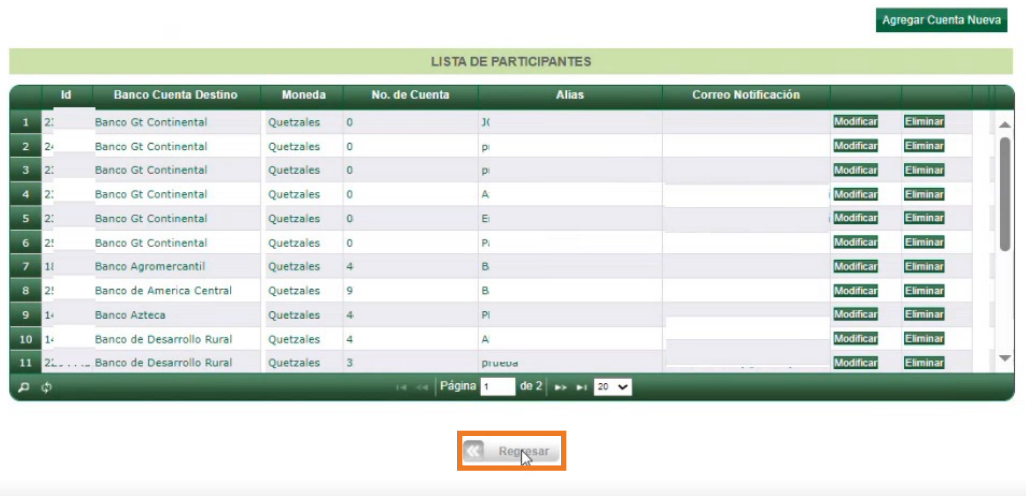 Agregar Cuenta Nueva
LISTA DE PARTICIPANTES
Id Banco Cuenta Destino Moneda No. de Cuenta Alias Correo Notificación
1 Banco Gt Continental Quetzales 0 Modificar Eliminar
2 Banco Gt Continental Quetzales 0 Modificar Eliminar
3 Banco Gt Continental Quetzales 0 Modificar Eliminar
4 Banco Gt Continental Quetzales 0 A Modificar Eliminar
5 Banco Gt Continental Quetzales 0 Modificar Eliminar
6 Banco Gt Continental Quetzales 0 Modificar Eliminar
7 Banco Agromercantil Quetzales 4 B Modificar Eliminar
8 Banco de America Central Quetzales 9 B Modificar Eliminar
9 Banco Azteca Quetzales 4 Modificar Eliminar
10 Banco de Desarrollo Rural Quetzales 4 A Modificar Eliminar
11 Banco de Desarrollo Rural Quetzales 3 prueba Modificar Eliminar
Página 1 de 2 20
Regresar